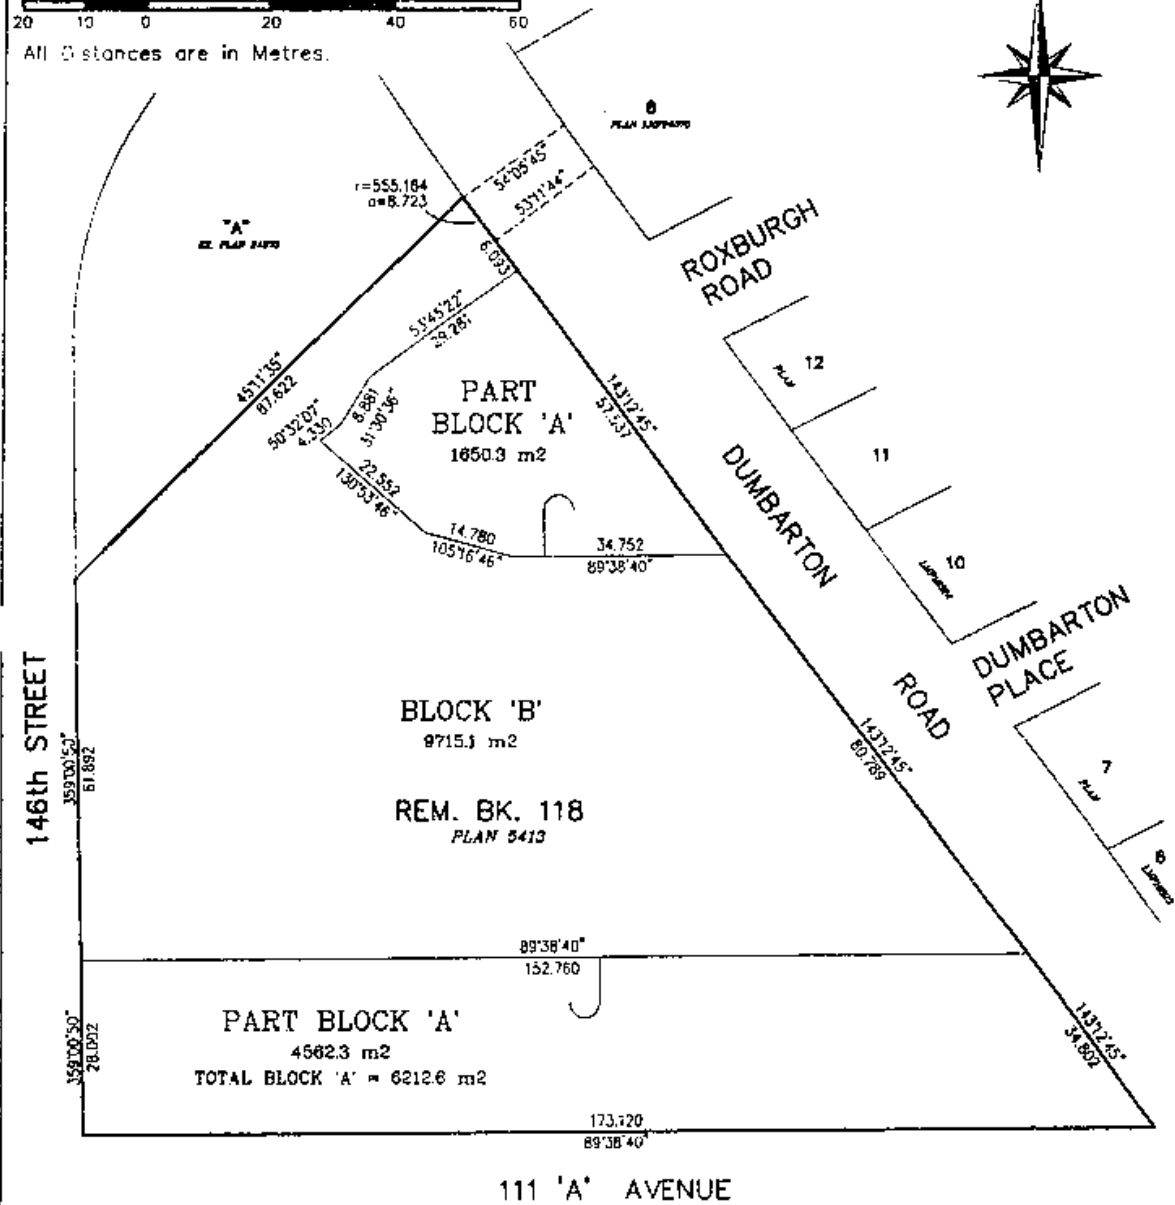 20 10 0 20 40 60
All Distances are in Metres.
8
r=555.184
a=8.723
54°05'45"
53°11'44"
"A"
6.093
ROXBURGH
ROAD
53°45'22"
29.281
12
PLAN
45°11'35"
87.622
PART
BLOCK 'A'
1650.3 m2
8.881
31°30'36"
50°32'07"
4.330
143°12'45"
57.537
11
22.552
130°53'46"
DUMBARTON
ROAD
14.780
105°16'46"
34.752
89°38'40"
10
DUMBARTON
PLACE
146th STREET
BLOCK 'B'
9715.1 m2
359°00'50"
61.892
143°12'45"
80.789
7
PLAN
REM. BK. 118
PLAN 5413
89°38'40"
152.760
PART BLOCK 'A'
4562.3 m2
TOTAL BLOCK 'A' = 6212.6 m2
359°00'50"
28.002
143°12'45"
34.802
173.720
89°38'40"
111 'A' AVENUE